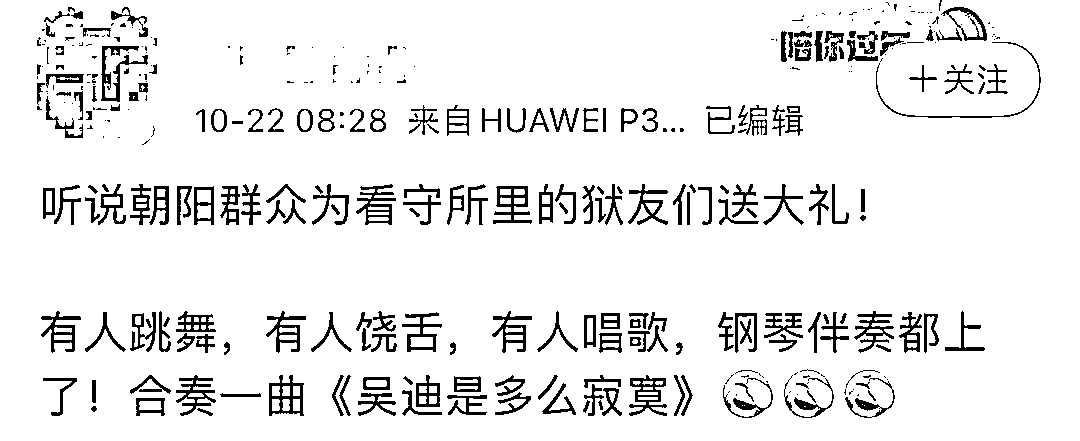 陪你过
十关注
10-22 08:28 来自 HUAWEI P3... 已编辑
听说朝阳群众为看守所里的狱友们送大礼!
有人跳舞,有人饶舌,有人唱歌,钢琴伴奏都上
了!合奏一曲《吴迪是多么寂寞》